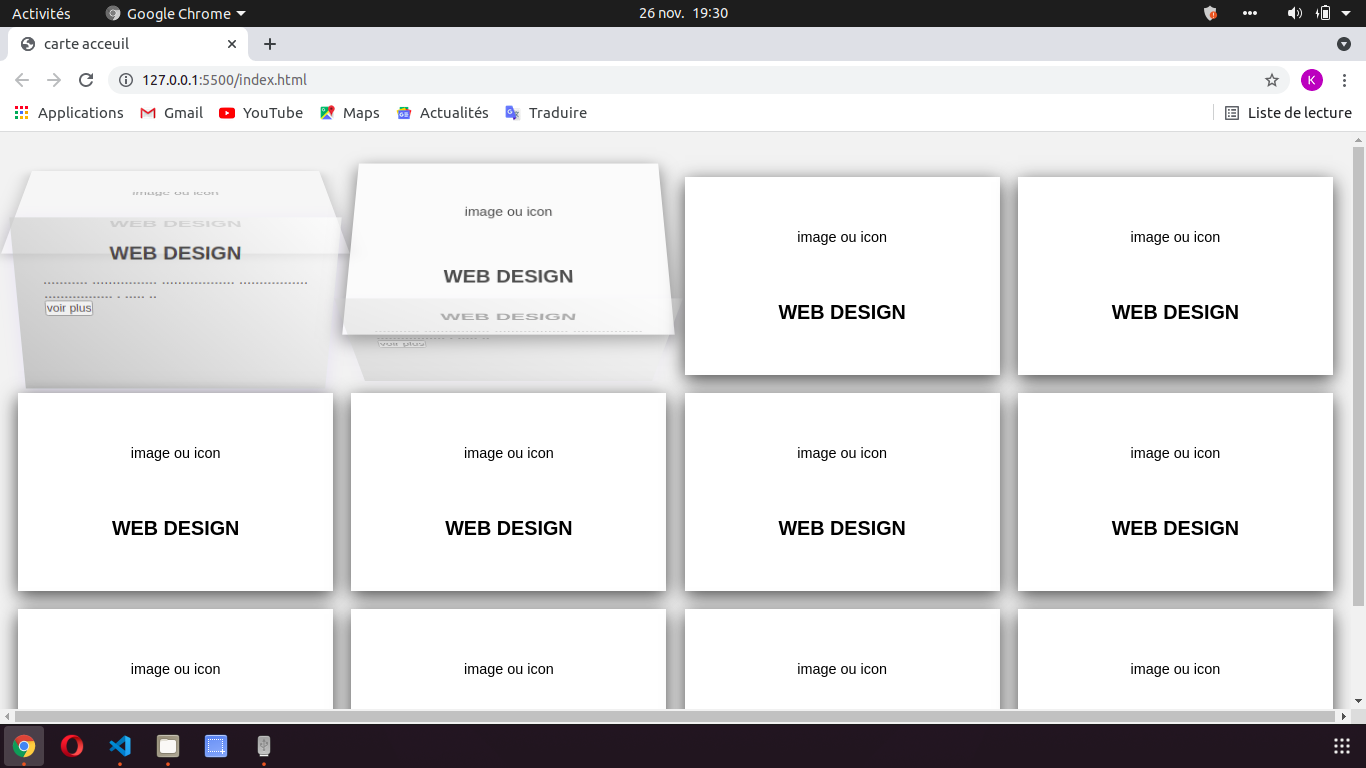 Activités Google Chrome 26 nov. 19:30
carte acceuil
127.0.0.1:5500/index.html K
Applications Gmail YouTube Maps Actualités Traduire Liste de lecture
image ou icon
WEB DESIGN
WEB DESIGN
........... ................ .................. .................
................. . ..... ..
voir plus
image ou icon
WEB DESIGN
WEB DESIGN
voir plus
image ou icon
WEB DESIGN
image ou icon
WEB DESIGN
image ou icon
WEB DESIGN
image ou icon
WEB DESIGN
image ou icon
WEB DESIGN
image ou icon
WEB DESIGN
image ou icon
image ou icon
image ou icon
image ou icon